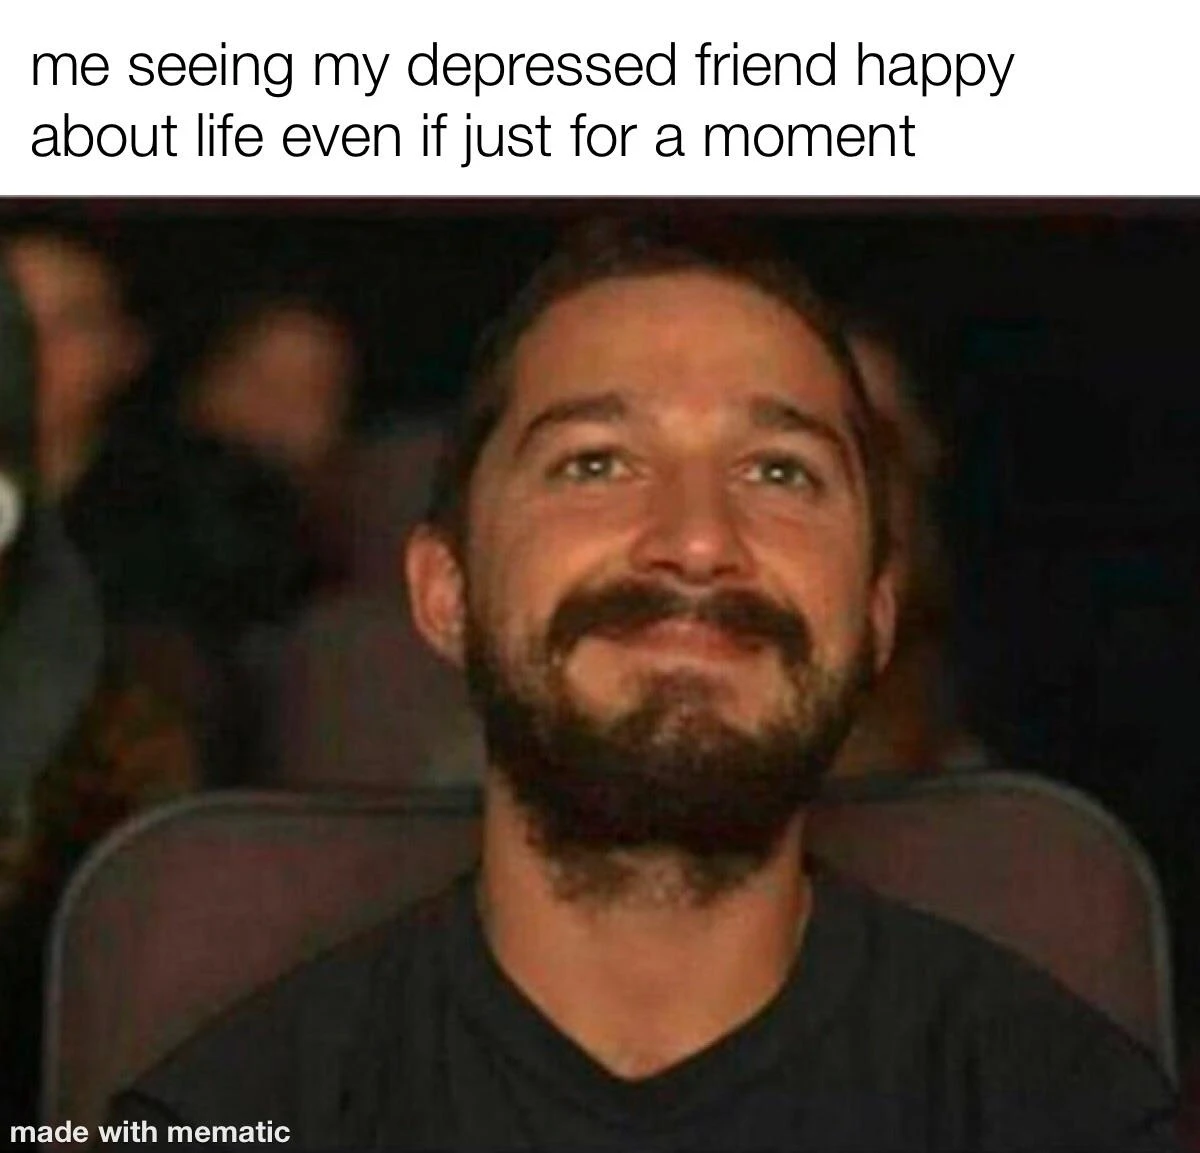 me seeing my depressed friend happy
about life even if just for a moment
made with mematic